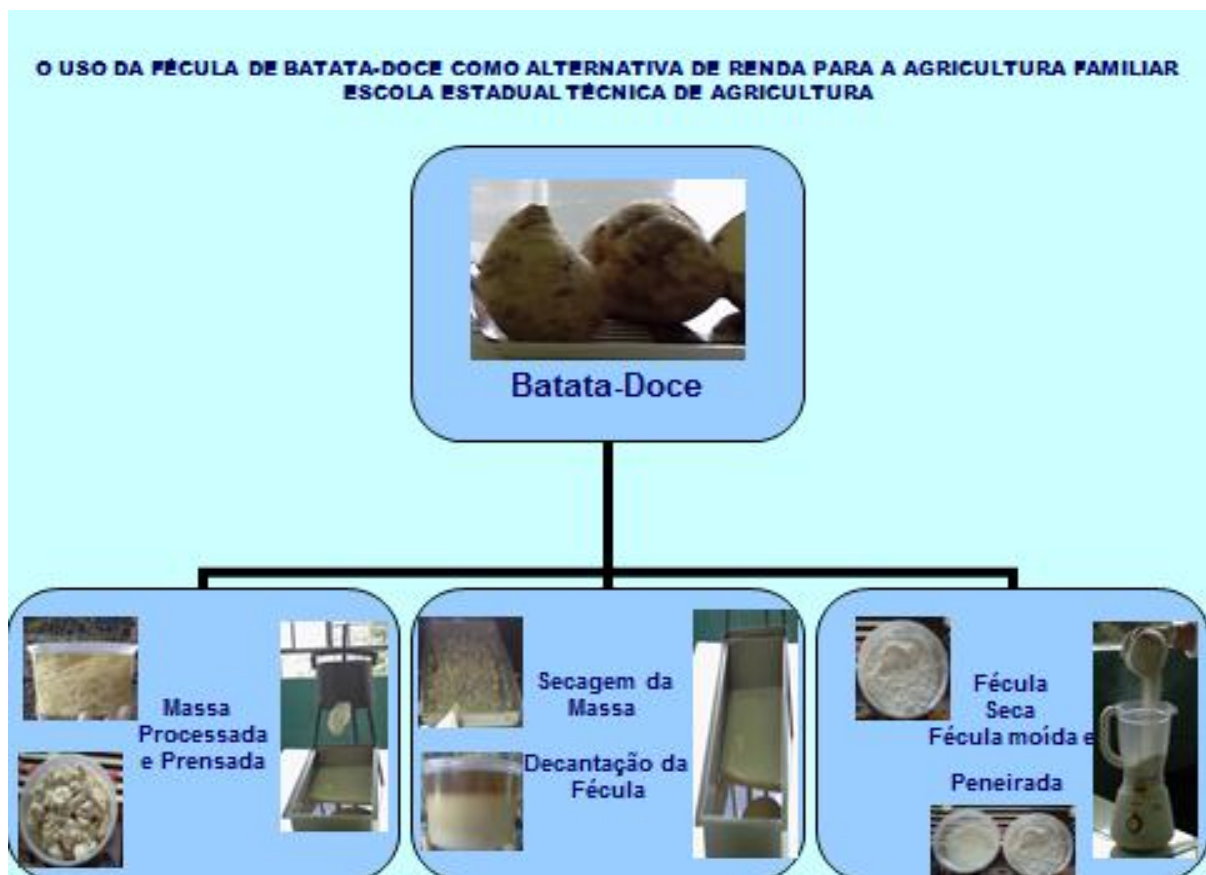 O USO DA FÉCULA DE BATATA-DOCE COMO ALTERNATIVA DE RENDA PARA A AGRICULTURA FAMILIAR
ESCOLA ESTADUAL TÉCNICA DE AGRICULTURA
Batata-Doce
Massa
Processada
e Prensada
Secagem da
Massa
Decantação da
Fécula
Fécula
Seca
Fécula moída e
Peneirada